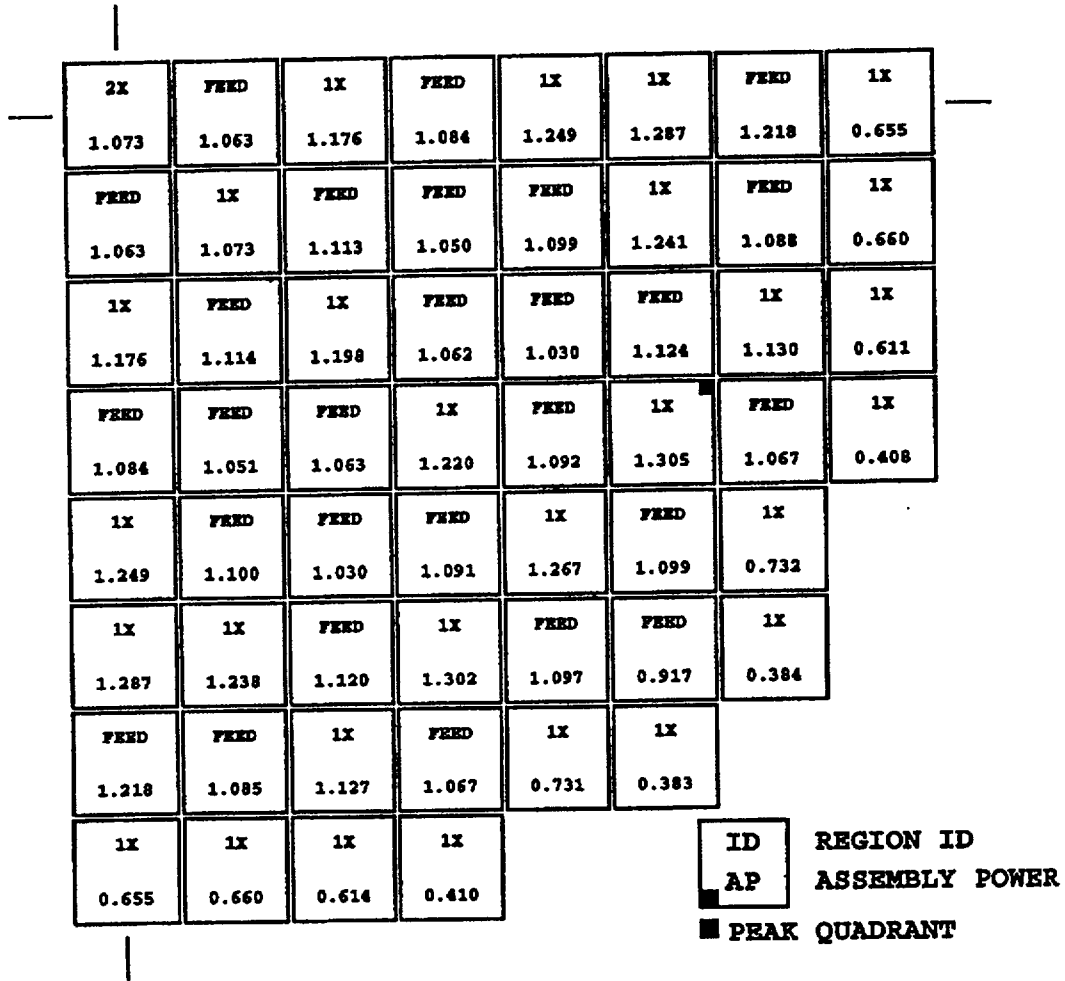 2X FEED 1X FEED 1X 1X FEED 1X
1.073 1.063 1.176 1.084 1.249 1.287 1.218 0.655
FEED 1X FEED FEED FEED 1X FEED 1X
1.063 1.073 1.113 1.050 1.099 1.241 1.088 0.660
1X FEED 1X FEED FEED FEED 1X 1X
1.176 1.114 1.198 1.062 1.030 1.124 1.130 0.611
FEED FEED FEED 1X FEED 1X FEED 1X
1.084 1.051 1.063 1.220 1.092 1.305 1.067 0.408
1X FEED FEED FEED 1X FEED 1X
1.249 1.100 1.030 1.091 1.267 1.099 0.732
1X 1X FEED 1X FEED FEED 1X
1.287 1.238 1.120 1.302 1.097 0.917 0.384
FEED FEED 1X FEED 1X 1X
1.218 1.085 1.127 1.067 0.731 0.383
1X 1X 1X 1X
0.655 0.660 0.614 0.410
ID REGION ID
AP ASSEMBLY POWER
PEAK QUADRANT